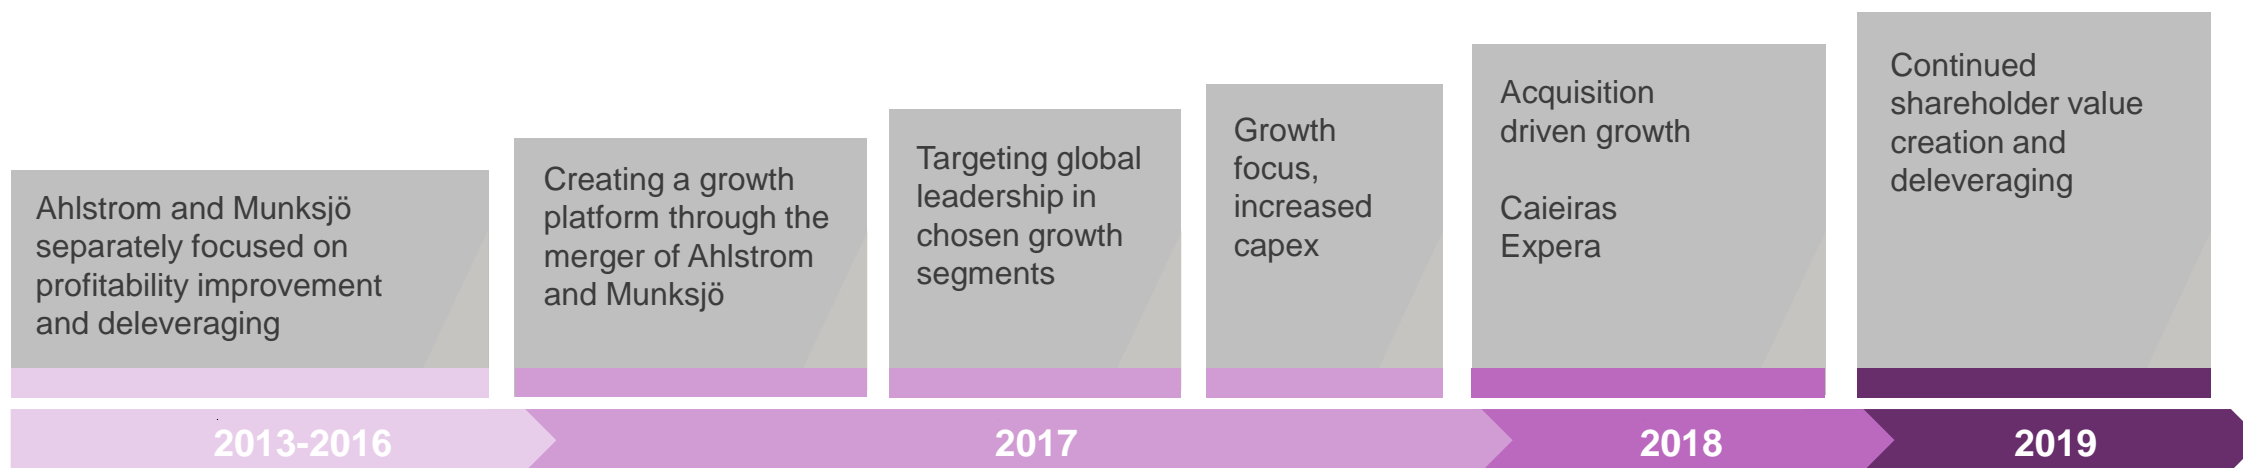 Ahlstrom and Munksjö
separately focused on
profitability improvement
and deleveraging
Creating a growth
platform through the
merger of Ahlstrom
and Munksjö
Targeting global
leadership in
chosen growth
segments
Growth
focus,
increased
capex
Acquisition
driven growth
Caieiras
Expera
Continued
shareholder value
creation and
deleveraging
2013-2016
2017
2018
2019